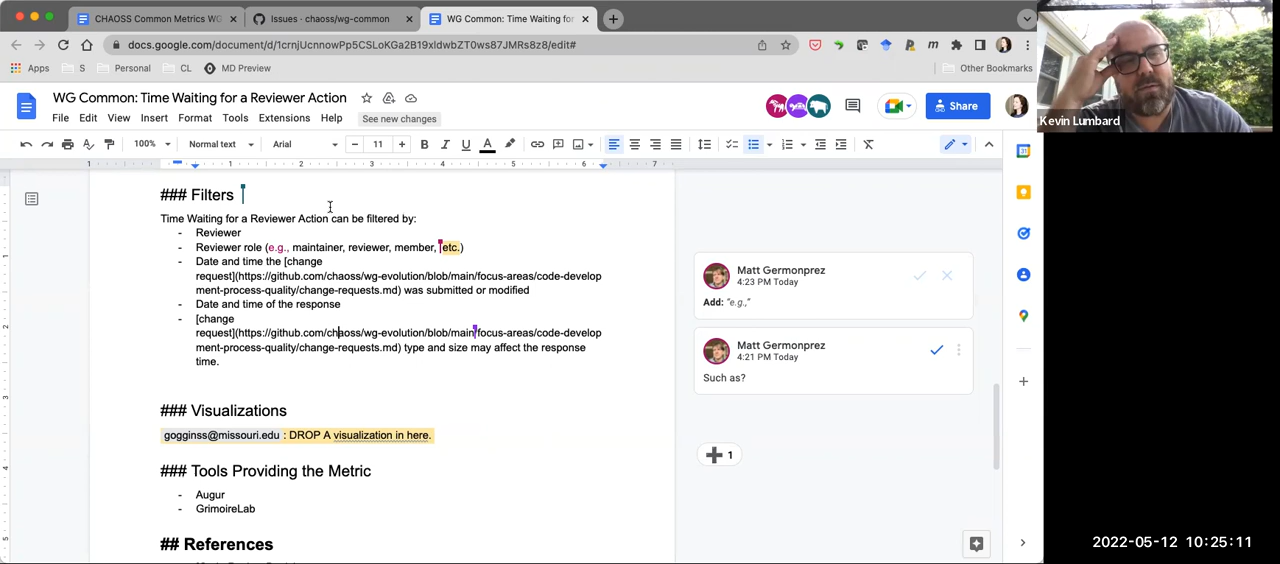 CHAOSS Common Metrics WG
Issues · chaoss/wg-common
WG Common: Time Waiting for
docs.google.com/document/d/1crnjUcnnowPp5CSLoKGa2B19xIdwbZT0ws87JMRs8z8/edit#
Apps
S
Personal
CL
MD Preview
Other Bookmarks
Kevin Lumbard
WG Common: Time Waiting for a Reviewer Action
File Edit View Insert Format Tools Extensions Help
See new changes
Share
100%
Normal text
Arial
11
### Filters
Time Waiting for a Reviewer Action can be filtered by:
- Reviewer
- Reviewer role (e.g., maintainer, reviewer, member, etc.)
- Date and time the [change
request](https://github.com/chaoss/wg-evolution/blob/main/focus-areas/code-develop
ment-process-quality/change-requests.md) was submitted or modified
- Date and time of the response
- [change
request](https://github.com/chaoss/wg-evolution/blob/main/focus-areas/code-develop
ment-process-quality/change-requests.md) type and size may affect the response
time.
### Visualizations
gogginss@missouri.edu : DROP A visualization in here.
### Tools Providing the Metric
- Augur
- GrimoireLab
## References
Matt Germonprez
4:23 PM Today
Add: “e.g.,”
Matt Germonprez
4:21 PM Today
Such as?
1
2022-05-12 10:25:11